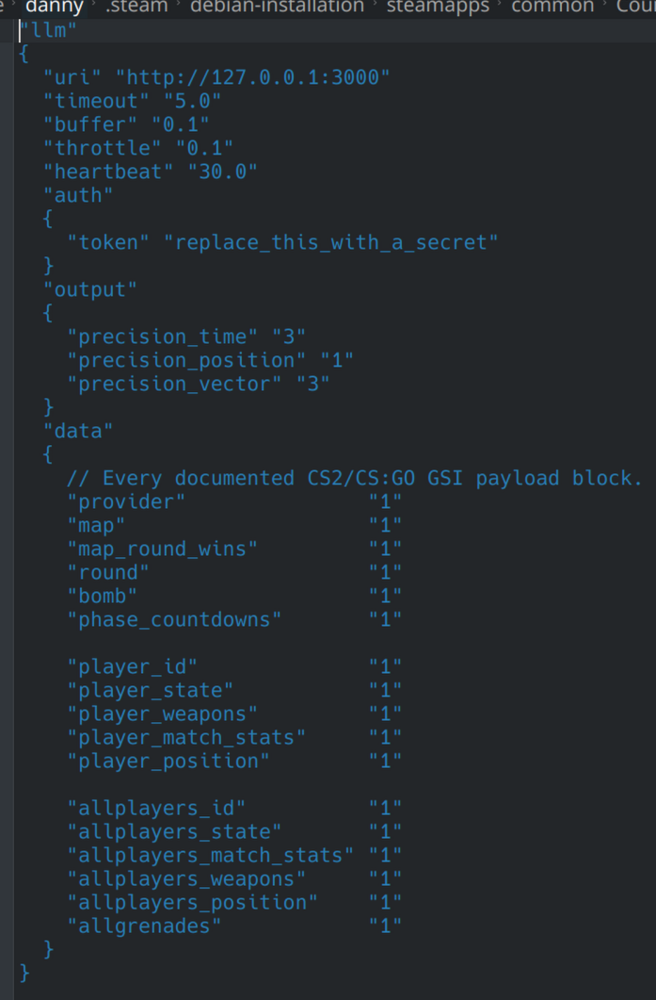 danny › .steam › debian-installation › steamapps › common ›
"llm"
{
  "uri" "http://127.0.0.1:3000"
  "timeout" "5.0"
  "buffer" "0.1"
  "throttle" "0.1"
  "heartbeat" "30.0"
  "auth"
  {
    "token" "replace_this_with_a_secret"
  }
  "output"
  {
    "precision_time" "3"
    "precision_position" "1"
    "precision_vector" "3"
  }
  "data"
  {
    // Every documented CS2/CS:GO GSI payload block.
    "provider"               "1"
    "map"                    "1"
    "map_round_wins"         "1"
    "round"                  "1"
    "bomb"                   "1"
    "phase_countdowns"       "1"

    "player_id"              "1"
    "player_state"           "1"
    "player_weapons"         "1"
    "player_match_stats"     "1"
    "player_position"        "1"

    "allplayers_id"          "1"
    "allplayers_state"       "1"
    "allplayers_match_stats" "1"
    "allplayers_weapons"     "1"
    "allplayers_position"    "1"
    "allgrenades"            "1"
  }
}